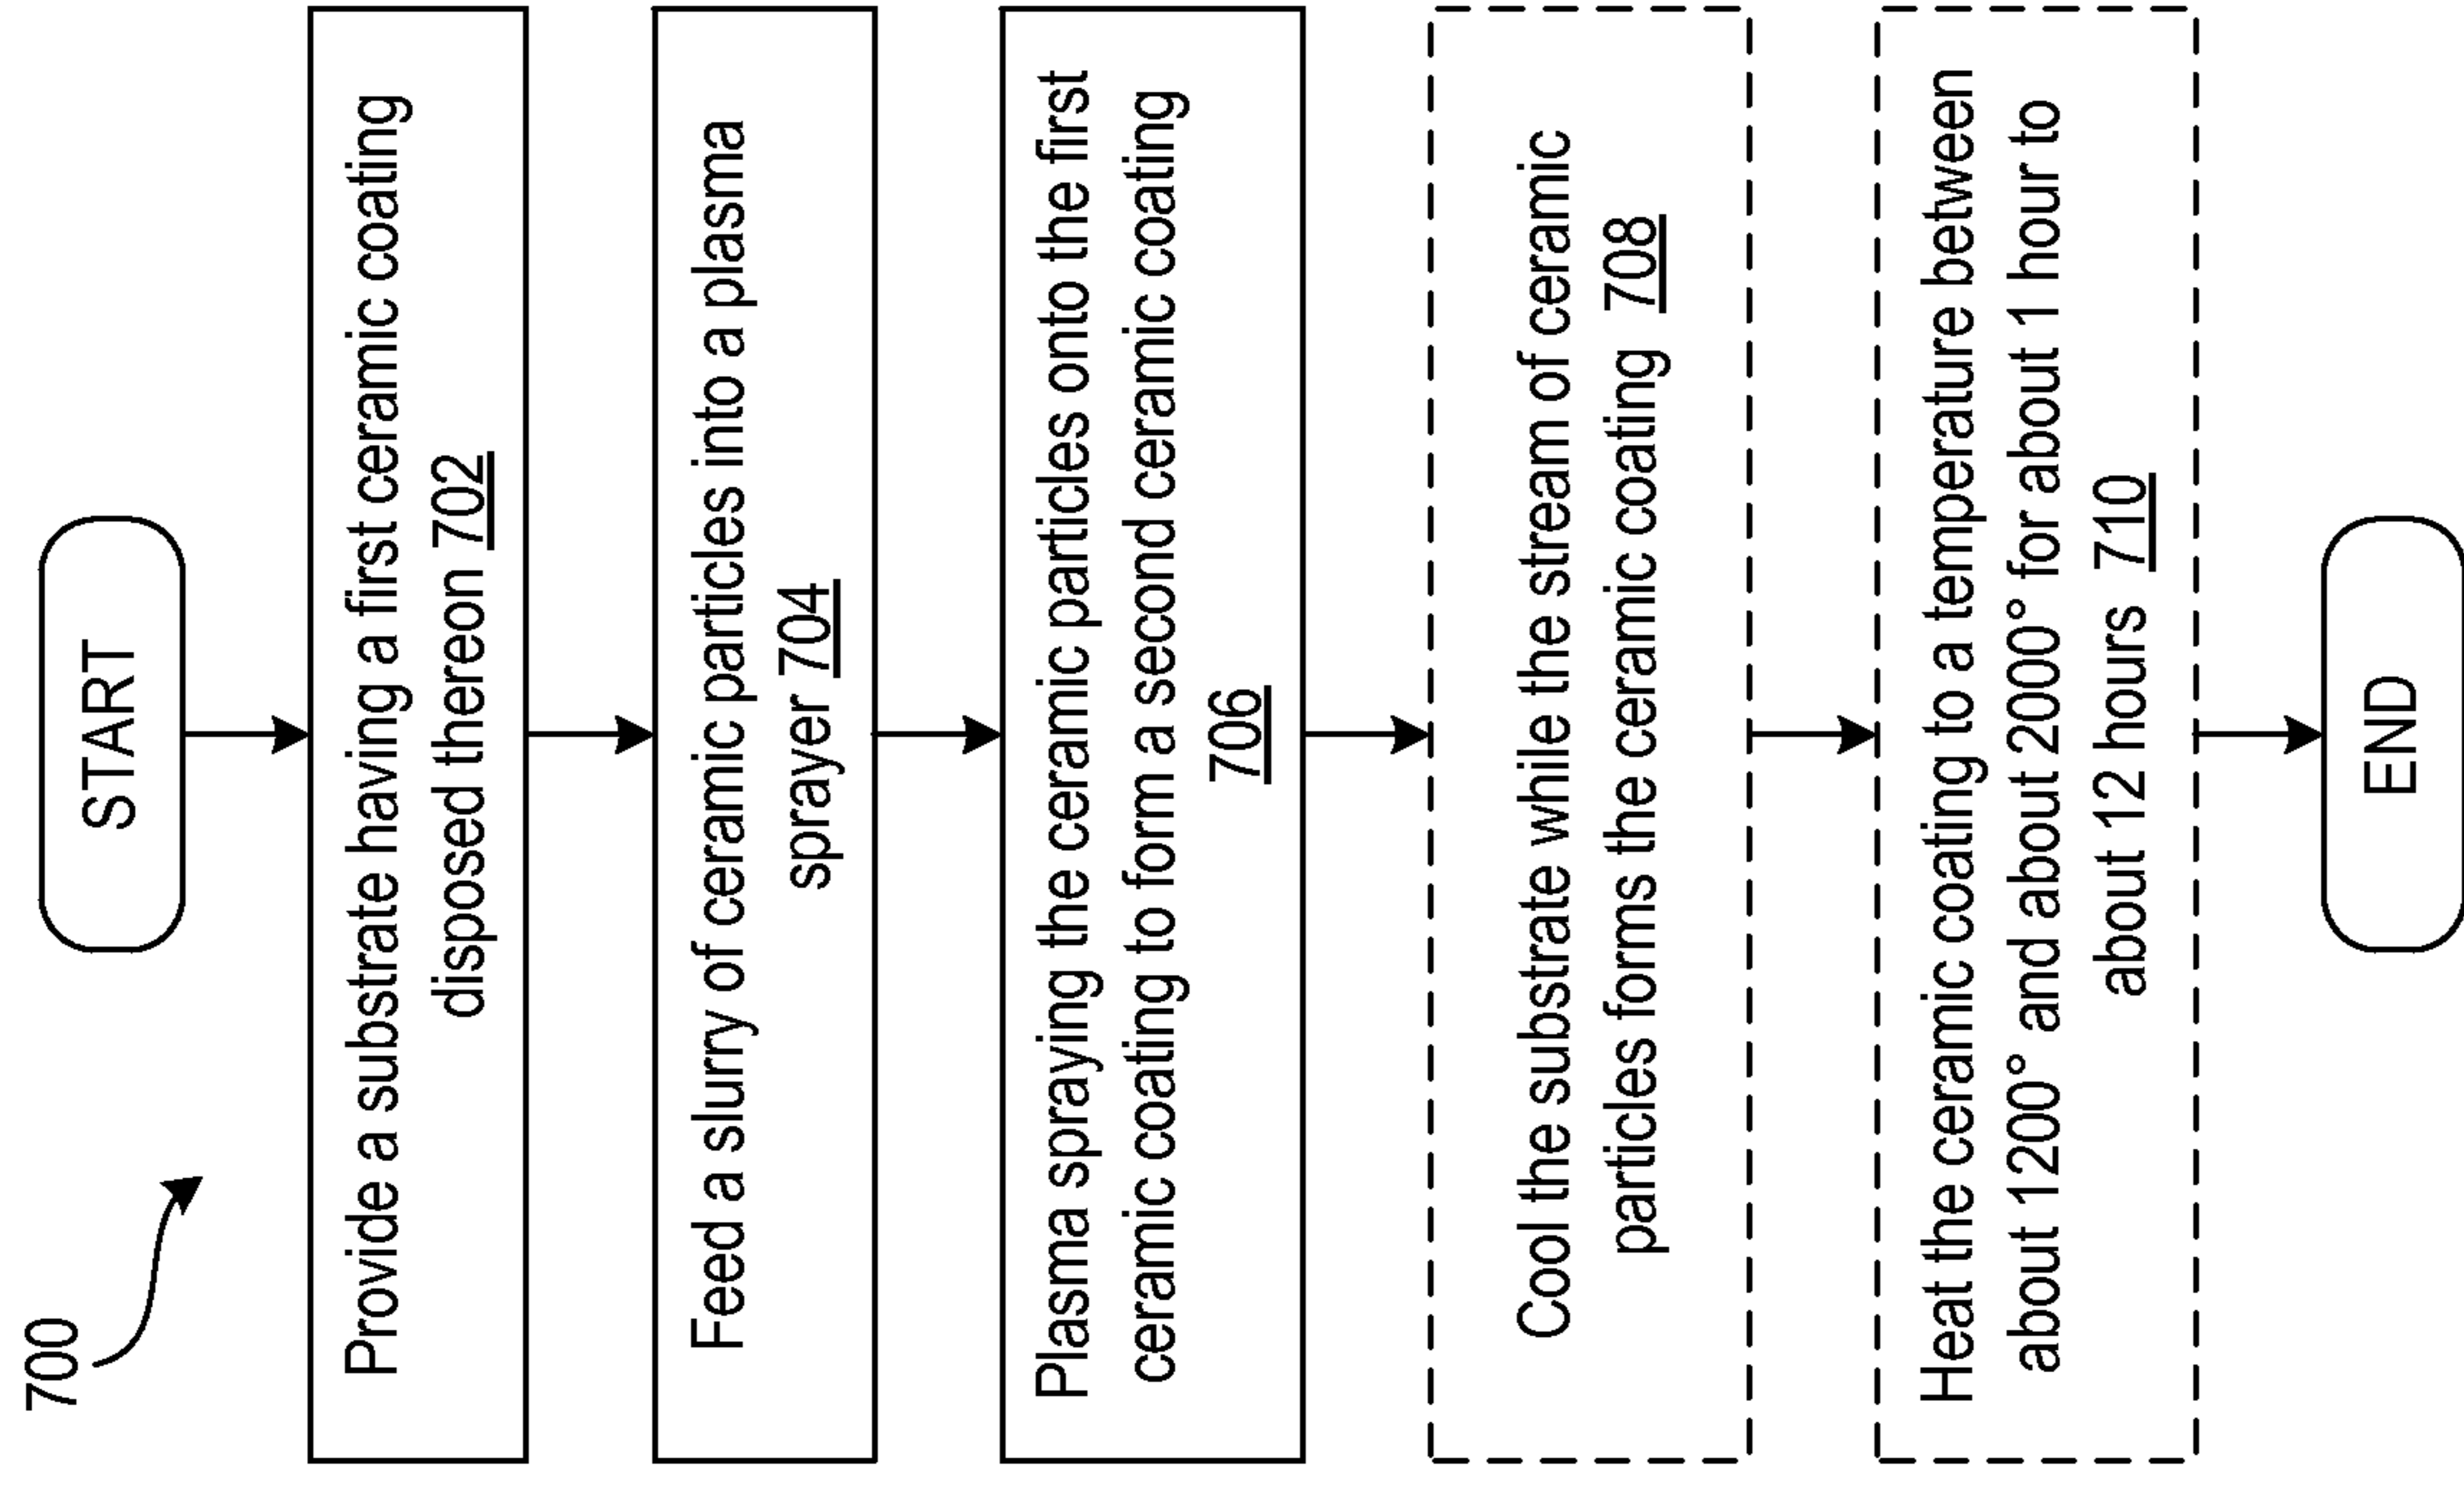 700
START
Provide a substrate having a first ceramic coating
disposed thereon 702
Feed a slurry of ceramic particles into a plasma
sprayer 704
Plasma spraying the ceramic particles onto the first
ceramic coating to form a second ceramic coating
706
Cool the substrate while the stream of ceramic
particles forms the ceramic coating 708
Heat the ceramic coating to a temperature between
about 1200° and about 2000° for about 1 hour to
about 12 hours 710
END